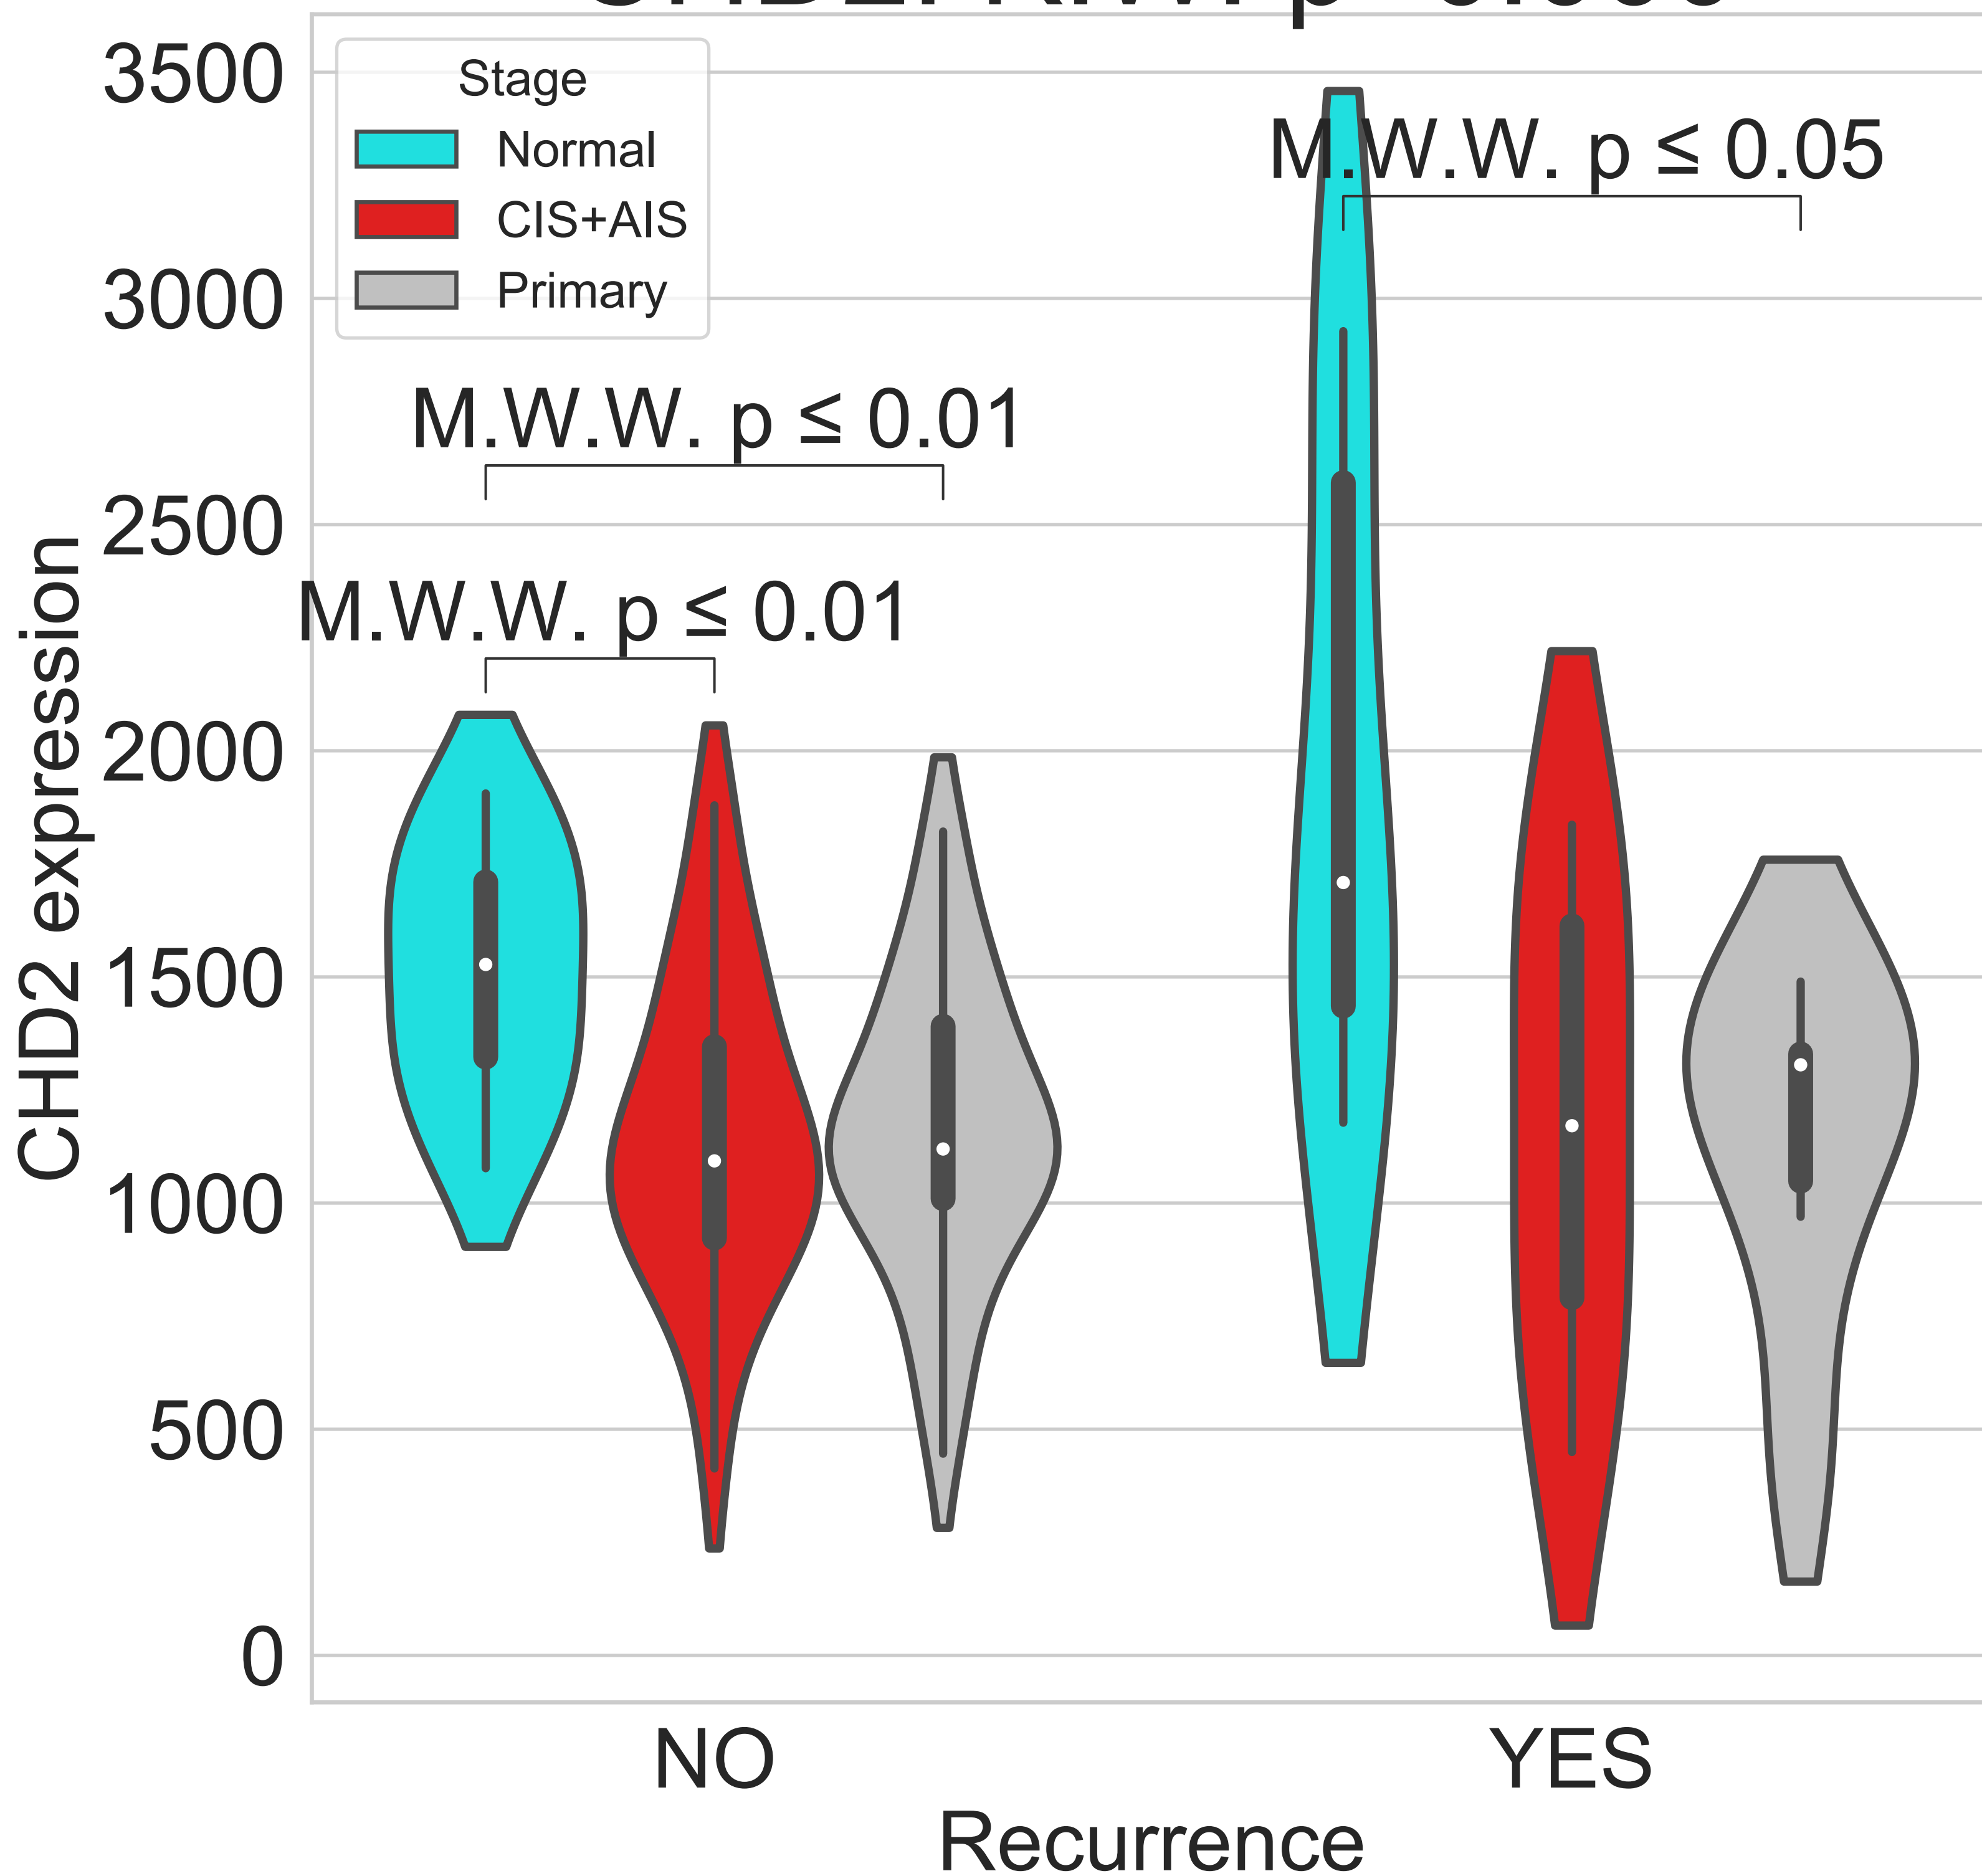 3500
3000
2500
2000
1500
1000
500
0
CHD2 expression
Stage
Normal
CIS+AIS
Primary
M.W.W. p ≤ 0.05
M.W.W. p ≤ 0.01
M.W.W. p ≤ 0.01
NO
YES
Recurrence